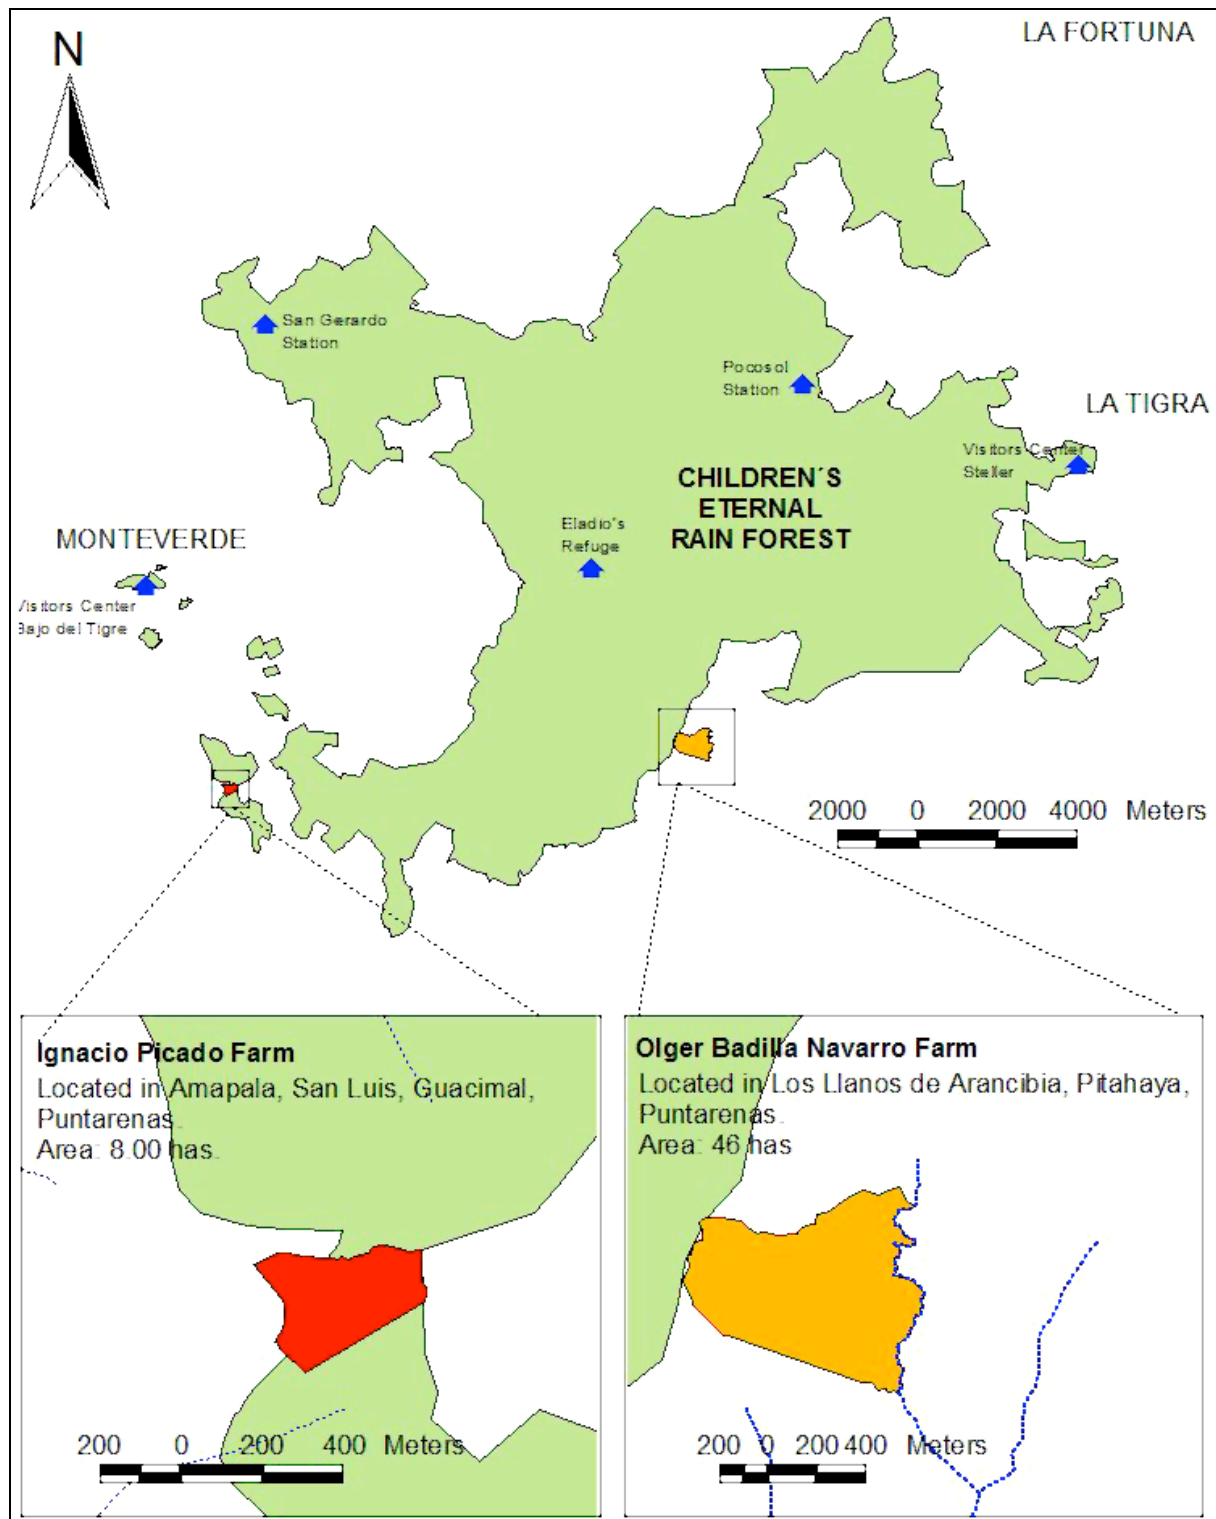 N
LA FORTUNA
San Gerardo
Station
Pocosol
Station
LA TIGRA
Visitors Center
Steller
CHILDREN´S
ETERNAL
RAIN FOREST
Eladio's
Refuge
MONTEVERDE
Visitors Center
Bajo del Tigre
2000 0 2000 4000 Meters
Ignacio Picado Farm
Located in Amapala, San Luis, Guacimal,
Puntarenas.
Area: 8.00 has.
200 0 200 400 Meters
Olger Badilla Navarro Farm
Located in Los Llanos de Arancibia, Pitahaya,
Puntarenas.
Area: 46 has
200 0 200 400 Meters